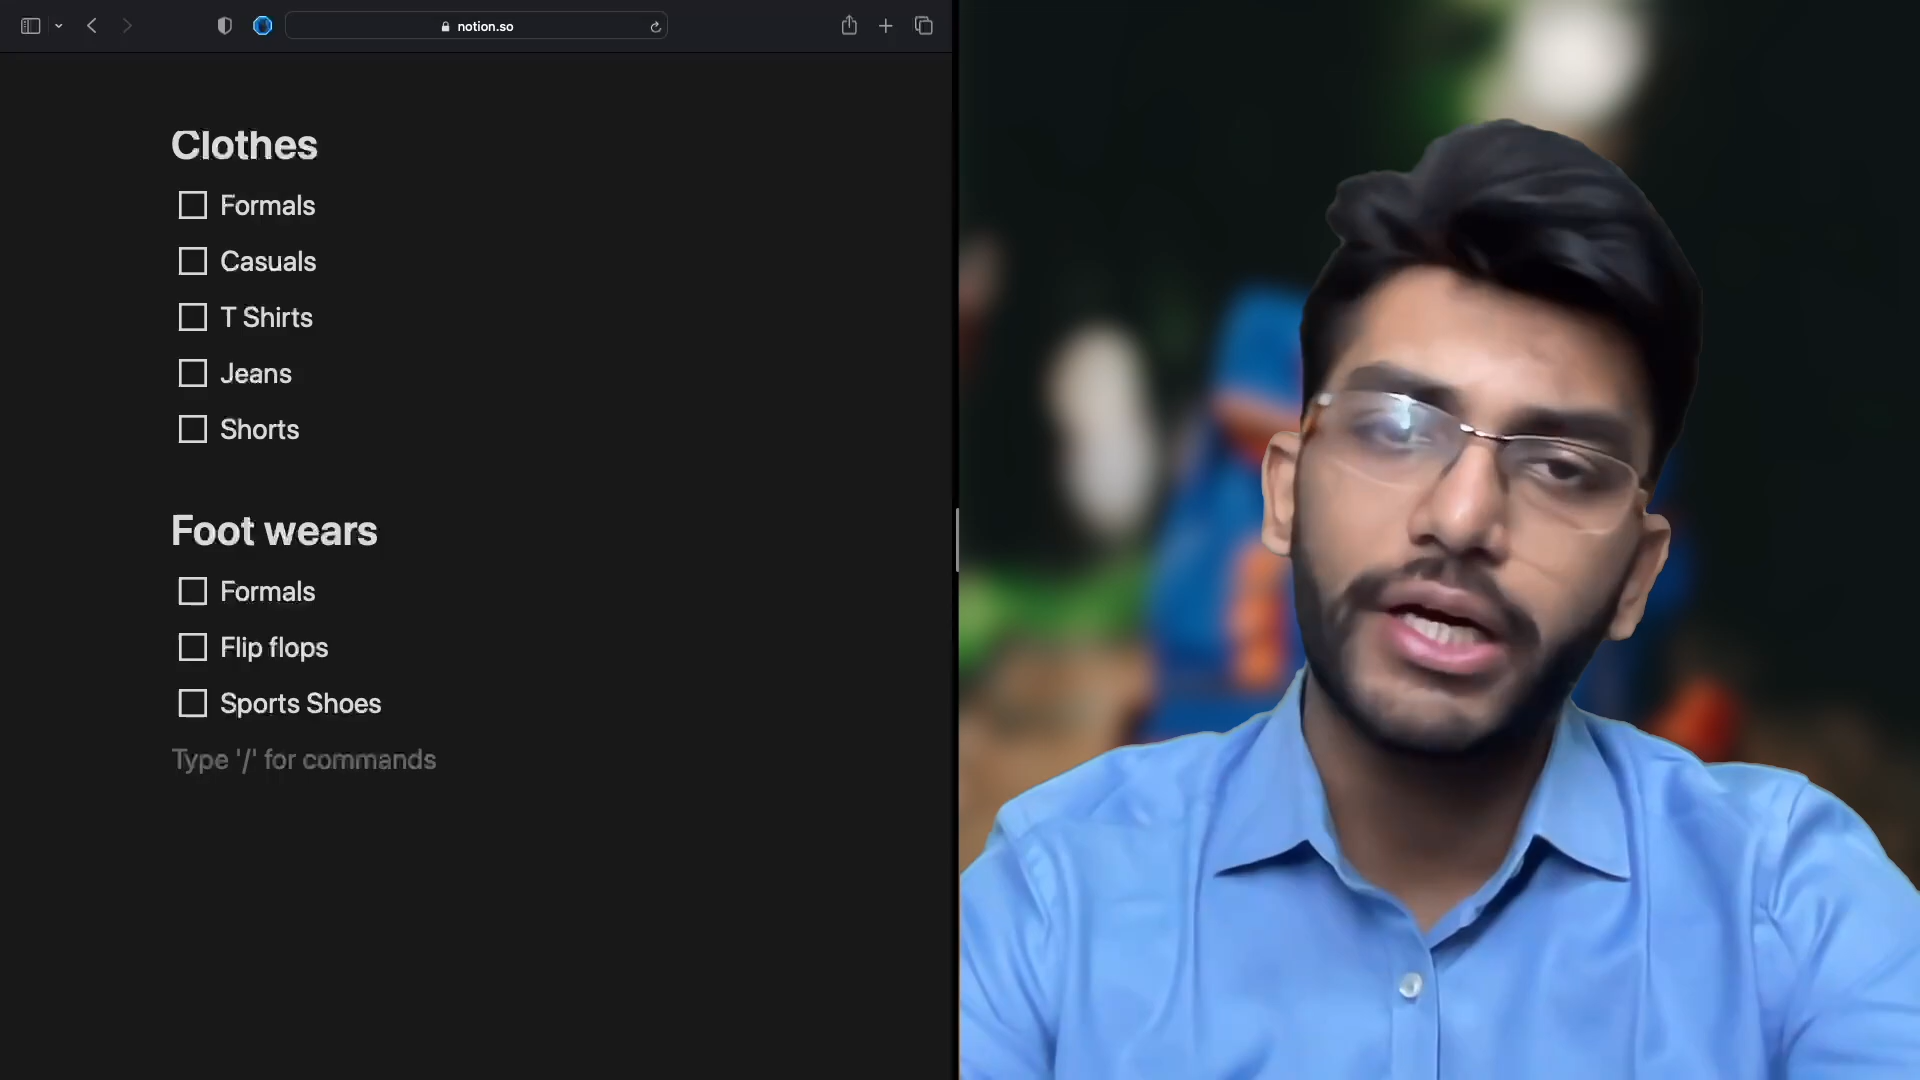 notion.so
Clothes
Formals
Casuals
T Shirts
Jeans
Shorts
Foot wears
Formals
Flip flops
Sports Shoes
Type '/' for commands